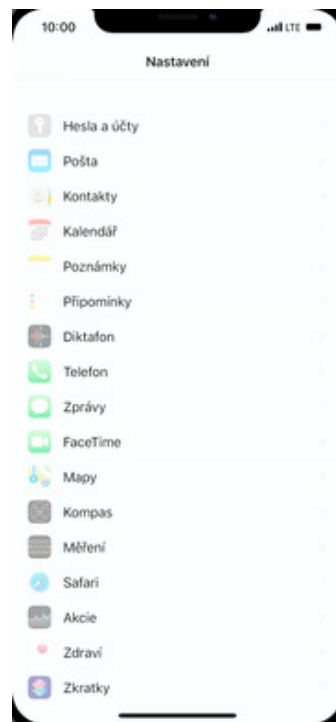 10:00 LTE
Nastavení
Hesla a účty
Pošta
Kontakty
Kalendář
Poznámky
Připomínky
Diktafon
Telefon
Zprávy
FaceTime
Mapy
Kompas
Měření
Safari
Akcie
Zdraví
Zkratky